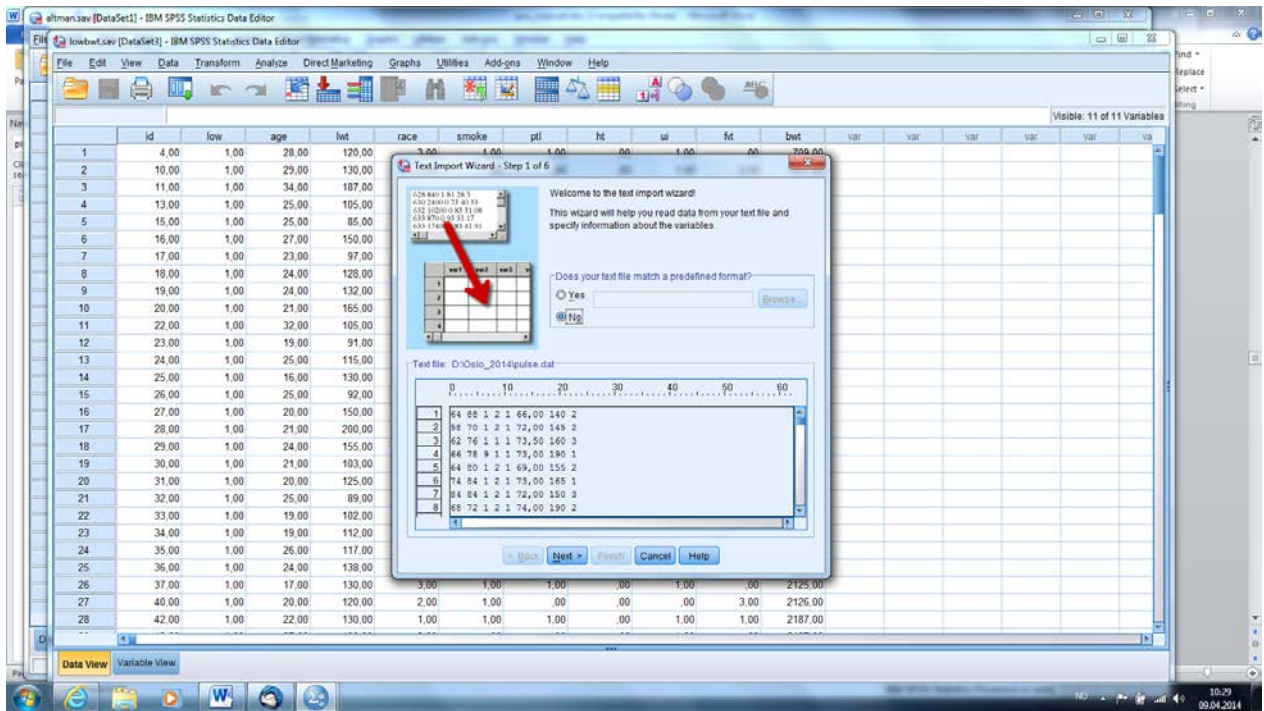 altman.sav [DataSet1] - IBM SPSS Statistics Data Editor
lowbwt.sav [DataSet3] - IBM SPSS Statistics Data Editor
File Edit View Data Transform Analyze Direct Marketing Graphs Utilities Add-ons Window Help
Visible: 11 of 11 Variables
id low age lwt race smoke ptl ht ui fvt bwt var var var var var va
1 4,00 1,00 28,00 120,00 3,00 1,00 1,00 ,00 1,00 ,00 709,00
2 10,00 1,00 29,00 130,00
3 11,00 1,00 34,00 187,00
4 13,00 1,00 25,00 105,00
5 15,00 1,00 25,00 85,00
6 16,00 1,00 27,00 150,00
7 17,00 1,00 23,00 97,00
8 18,00 1,00 24,00 128,00
9 19,00 1,00 24,00 132,00
10 20,00 1,00 21,00 165,00
11 22,00 1,00 32,00 105,00
12 23,00 1,00 19,00 91,00
13 24,00 1,00 25,00 115,00
14 25,00 1,00 16,00 130,00
15 26,00 1,00 25,00 92,00
16 27,00 1,00 20,00 150,00
17 28,00 1,00 21,00 200,00
18 29,00 1,00 24,00 155,00
19 30,00 1,00 21,00 103,00
20 31,00 1,00 20,00 125,00
21 32,00 1,00 25,00 89,00
22 33,00 1,00 19,00 102,00
23 34,00 1,00 19,00 112,00
24 35,00 1,00 26,00 117,00
25 36,00 1,00 24,00 138,00
26 37,00 1,00 17,00 130,00 3,00 1,00 1,00 ,00 1,00 ,00 2125,00
27 40,00 1,00 20,00 120,00 2,00 1,00 ,00 ,00 ,00 3,00 2126,00
28 42,00 1,00 22,00 130,00 1,00 1,00 1,00 ,00 1,00 1,00 2187,00
Text Import Wizard - Step 1 of 6
Welcome to the text import wizard!
This wizard will help you read data from your text file and
specify information about the variables.
var1 var2 var3 v
1
2
3
4
Does your text file match a predefined format?
Yes
Browse...
No
Text file: D:\Oslo_2014\pulse.dat
0 10 20 30 40 50 60
1 64 88 1 2 1 66,00 140 2
2 58 70 1 2 1 72,00 145 2
3 62 76 1 1 1 73,50 160 3
4 66 78 9 1 1 73,00 190 1
5 64 80 1 2 1 69,00 155 2
6 74 84 1 2 1 73,00 165 1
7 84 84 1 2 1 72,00 150 3
8 68 72 1 2 1 74,00 190 2
< Back Next > Finish Cancel Help
Data View Variable View
Find
Replace
Select
NO
10:29
09.04.2014